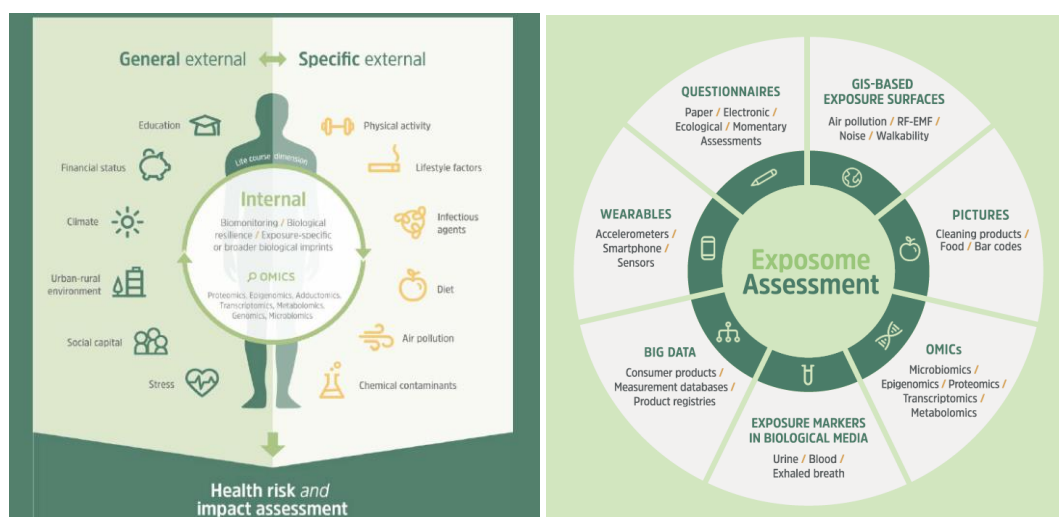 General external ↔ Specific external
Education
Financial status
Climate
Urban-rural
environment
Social capital
Stress
Life course dimension
Internal
Biomonitoring / Biological
resilience / Exposure-specific
or broader biological imprints
OMICS
Proteomics, Epigenomics, Adductomics,
Transcriptomics, Metabolomics,
Genomics, Microbiomics
Physical activity
Lifestyle factors
Infectious
agents
Diet
Air pollution
Chemical contaminants
Health risk and
impact assessment
QUESTIONNAIRES
Paper / Electronic /
Ecological / Momentary
Assessments
GIS-BASED
EXPOSURE SURFACES
Air pollution / RF-EMF /
Noise / Walkability
PICTURES
Cleaning products /
Food / Bar codes
OMICs
Microbiomics /
Epigenomics / Proteomics /
Transcriptomics /
Metabolomics
EXPOSURE MARKERS
IN BIOLOGICAL MEDIA
Urine / Blood /
Exhaled breath
BIG DATA
Consumer products /
Measurement databases /
Product registries
WEARABLES
Accelerometers /
Smartphone /
Sensors
Exposome
Assessment